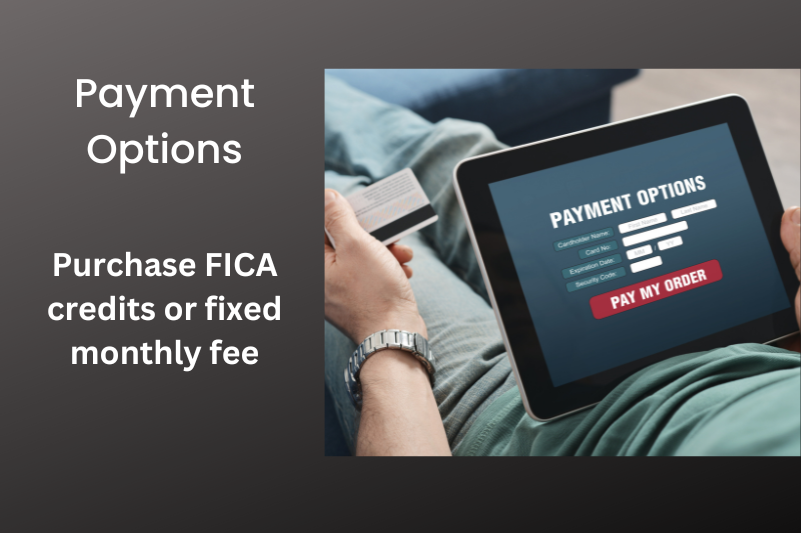 Payment
Options
Purchase FICA
credits or fixed
monthly fee
PAYMENT OPTIONS
Cardholder Name:
First Name
Last Name
Card No:
Expiration Date:
/
Security Code:
PAY MY ORDER